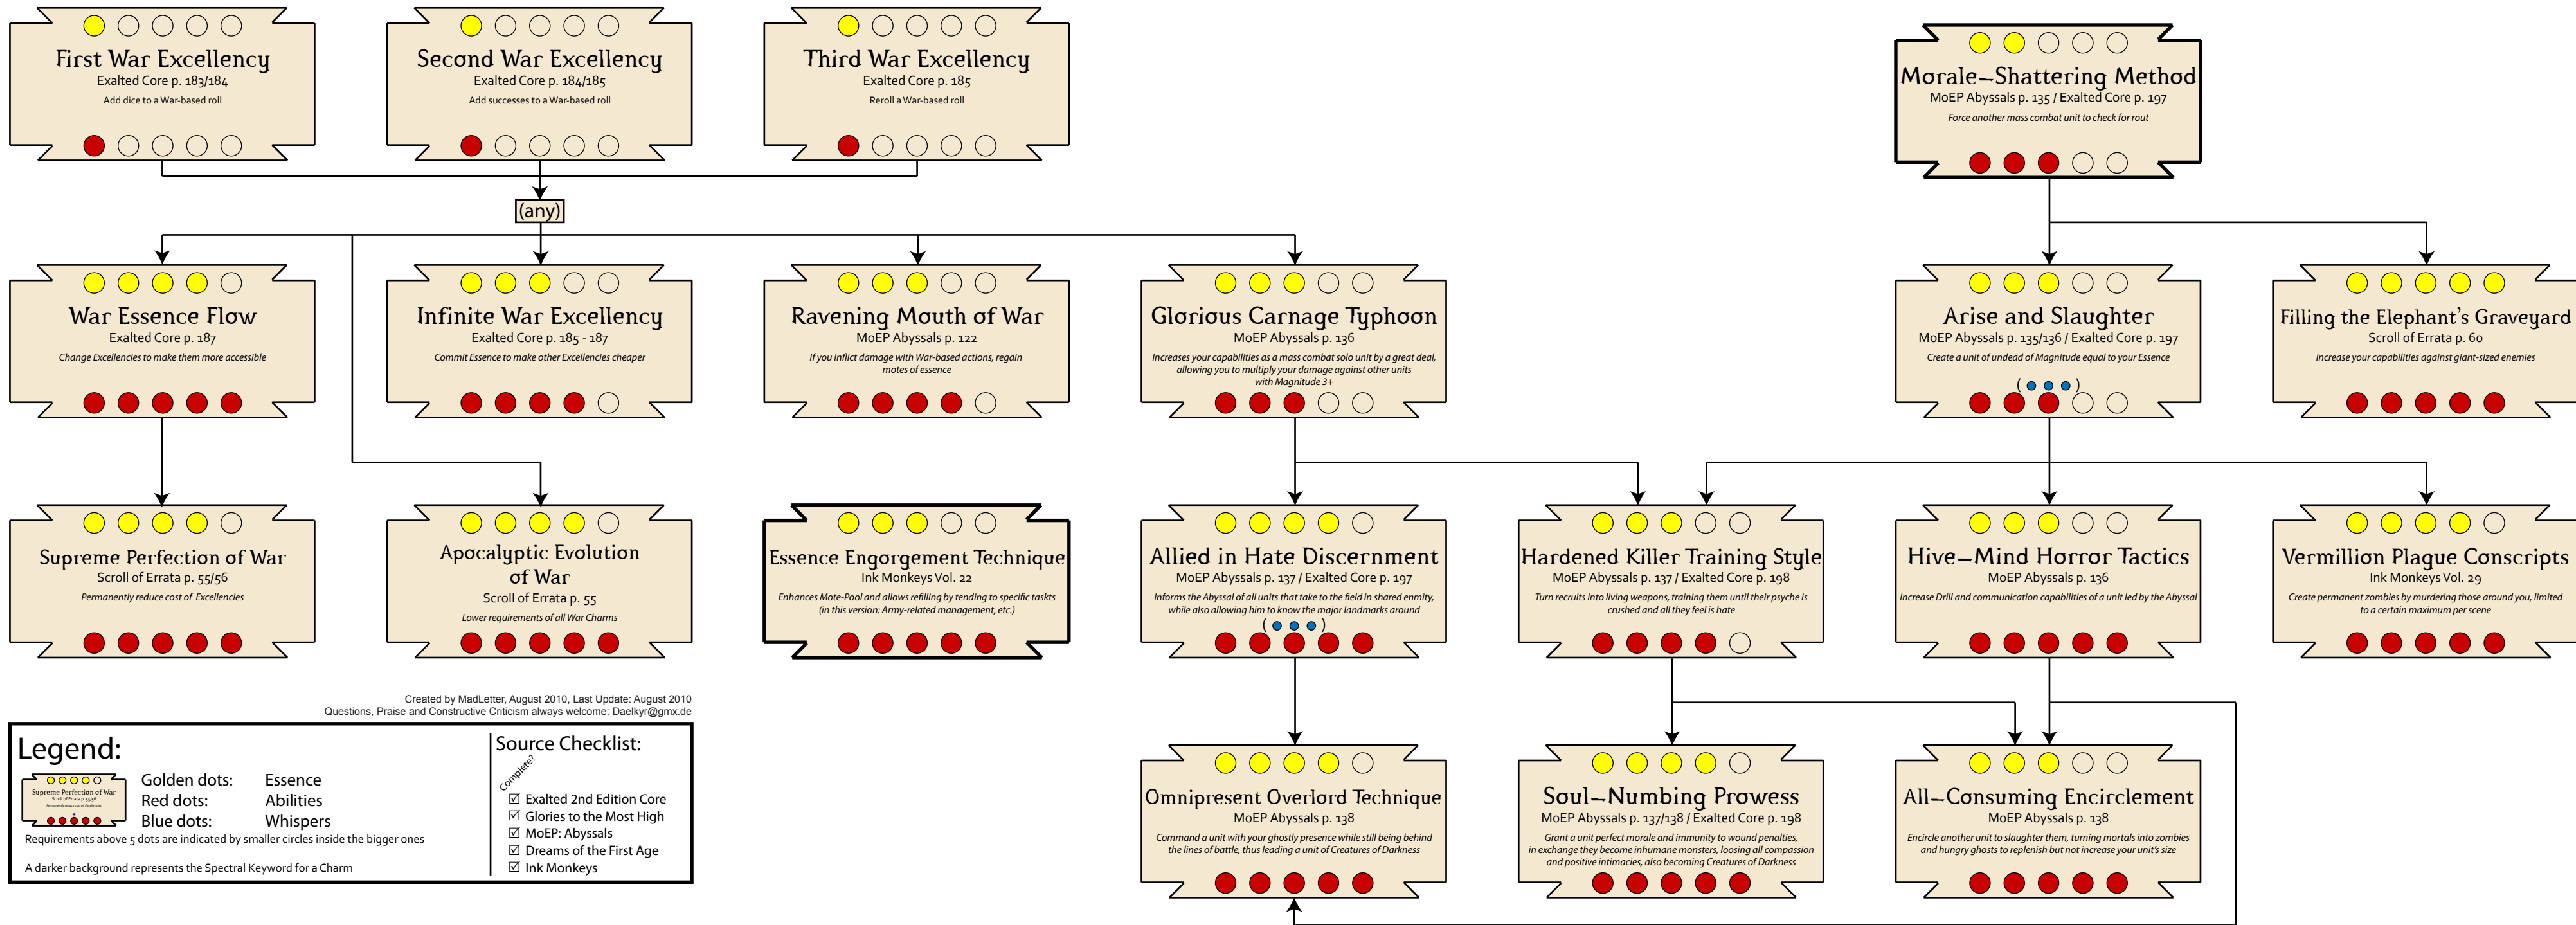 First War Excellency
Exalted Core p. 183/184
Add dice to a War-based roll
Second War Excellency
Exalted Core p. 184/185
Add successes to a War-based roll
Third War Excellency
Exalted Core p. 185
Reroll a War-based roll
Morale-Shattering Method
MoEP Abyssals p. 135 / Exalted Core p. 197
Force another mass combat unit to check for rout
(any)
War Essence Flow
Exalted Core p. 187
Change Excellencies to make them more accessible
Infinite War Excellency
Exalted Core p. 185 - 187
Commit Essence to make other Excellencies cheaper
Ravening Mouth of War
MoEP Abyssals p. 122
If you inflict damage with War-based actions, regain
motes of essence
Glorious Carnage Typhoon
MoEP Abyssals p. 136
Increases your capabilities as a mass combat solo unit by a great deal,
allowing you to multiply your damage against other units
with Magnitude 3+
Arise and Slaughter
MoEP Abyssals p. 135/136 / Exalted Core p. 197
Create a unit of undead of Magnitude equal to your Essence
( )
Filling the Elephant's Graveyard
Scroll of Errata p. 60
Increase your capabilities against giant-sized enemies
Supreme Perfection of War
Scroll of Errata p. 55/56
Permanently reduce cost of Excellencies
Apocalyptic Evolution
of War
Scroll of Errata p. 55
Lower requirements of all War Charms
Essence Engorgement Technique
Ink Monkeys Vol. 22
Enhances Mote-Pool and allows refilling by tending to specific taskts
(in this version: Army-related management, etc.)
Allied in Hate Discernment
MoEP Abyssals p. 137 / Exalted Core p. 197
Informs the Abyssal of all units that take to the field in shared enmity,
while also allowing him to know the major landmarks around
( )
Hardened Killer Training Style
MoEP Abyssals p. 137 / Exalted Core p. 198
Turn recruits into living weapons, training them until their psyche is
crushed and all they feel is hate
Hive-Mind Horror Tactics
MoEP Abyssals p. 136
Increase Drill and communication capabilities of a unit led by the Abyssal
Vermillion Plague Conscripts
Ink Monkeys Vol. 29
Create permanent zombies by murdering those around you, limited
to a certain maximum per scene
Created by MadLetter, August 2010, Last Update: August 2010
Questions, Praise and Constructive Criticism always welcome: Daelkyr@gmx.de
Legend:
Supreme Perfection of War
Scroll of Errata p. 55/56
Permanently reduce cost of Excellencies
Golden dots: Essence
Red dots: Abilities
Blue dots: Whispers
Requirements above 5 dots are indicated by smaller circles inside the bigger ones
A darker background represents the Spectral Keyword for a Charm
Source Checklist:
Complete?
☑ Exalted 2nd Edition Core
☑ Glories to the Most High
☑ MoEP: Abyssals
☑ Dreams of the First Age
☑ Ink Monkeys
Omnipresent Overlord Technique
MoEP Abyssals p. 138
Command a unit with your ghostly presence while still being behind
the lines of battle, thus leading a unit of Creatures of Darkness
Soul-Numbing Prowess
MoEP Abyssals p. 137/138 / Exalted Core p. 198
Grant a unit perfect morale and immunity to wound penalties,
in exchange they become inhumane monsters, loosing all compassion
and positive intimacies, also becoming Creatures of Darkness
All-Consuming Encirclement
MoEP Abyssals p. 138
Encircle another unit to slaughter them, turning mortals into zombies
and hungry ghosts to replenish but not increase your unit's size